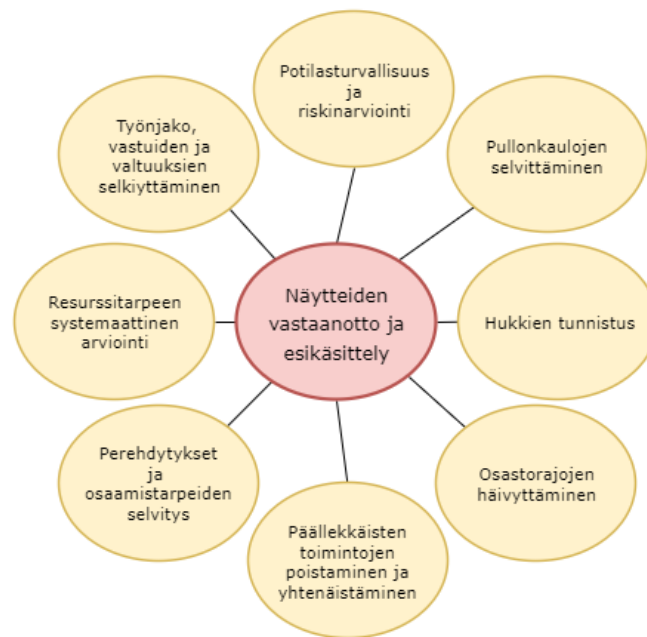 Potilasturvallisuus
ja
riskinarviointi
Työnjako,
vastuiden ja
valtuuksien
selkiyttäminen
Pullonkaulojen
selvittäminen
Näytteiden
vastaanotto ja
esikäsittely
Resurssitarpeen
systemaattinen
arviointi
Hukkien tunnistus
Perehdytykset
ja
osaamistarpeiden
selvitys
Osastorajojen
häivyttäminen
Päällekkäisten
toimintojen
poistaminen ja
yhtenäistäminen